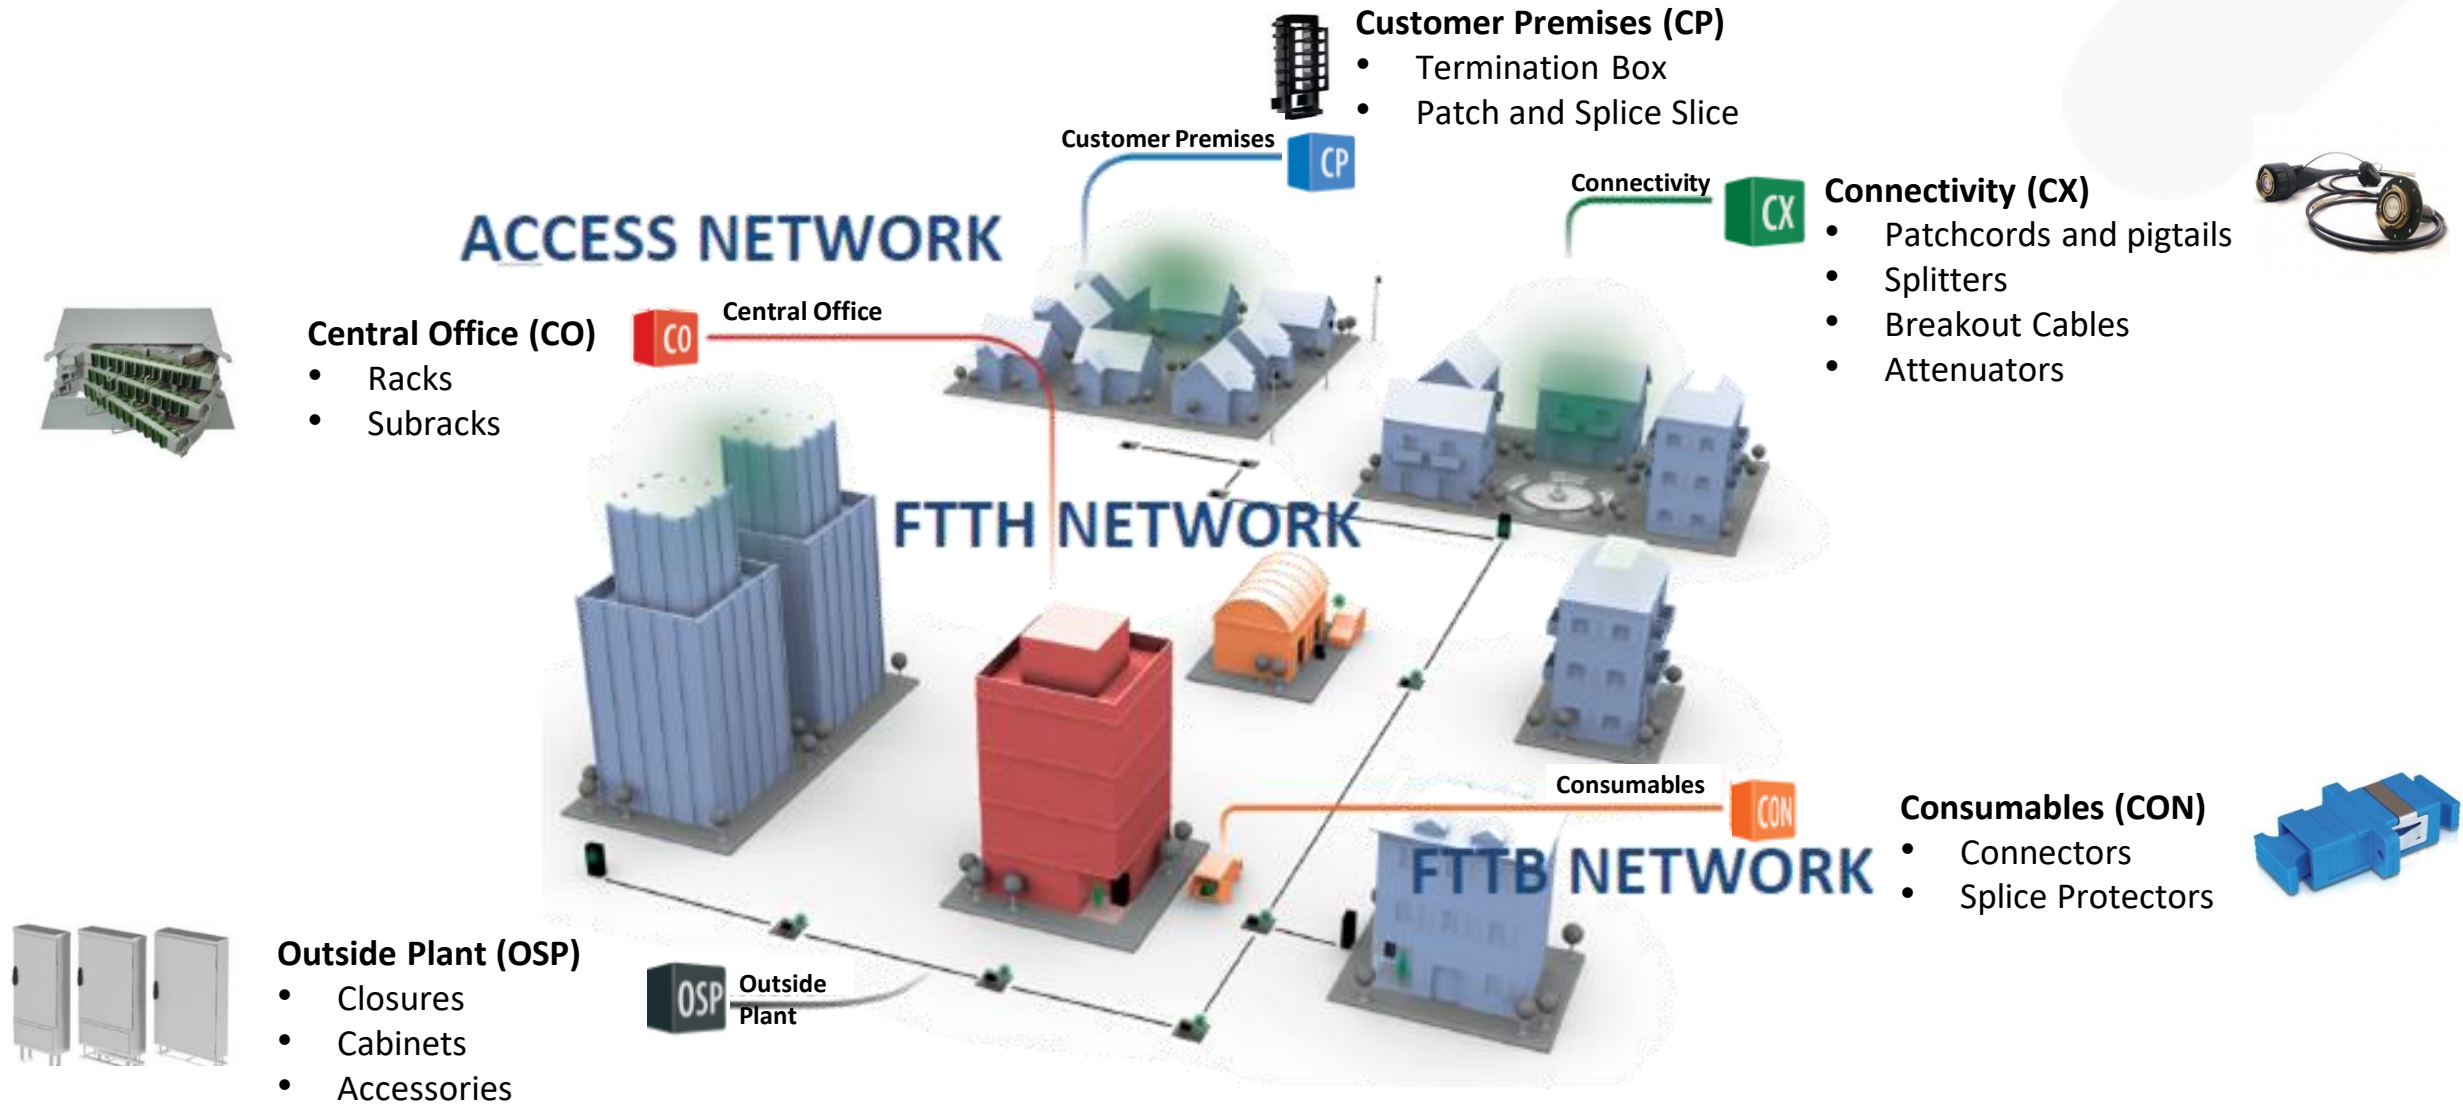 Customer Premises (CP)
• Termination Box
• Patch and Splice Slice
Customer Premises
CP
Connectivity
CX
Connectivity (CX)
• Patchcords and pigtails
• Splitters
• Breakout Cables
• Attenuators
ACCESS NETWORK
Central Office (CO)
• Racks
• Subracks
CO
Central Office
FTTH NETWORK
Consumables
CON
Consumables (CON)
• Connectors
• Splice Protectors
FTTB NETWORK
Outside Plant (OSP)
• Closures
• Cabinets
• Accessories
OSP
Outside
Plant